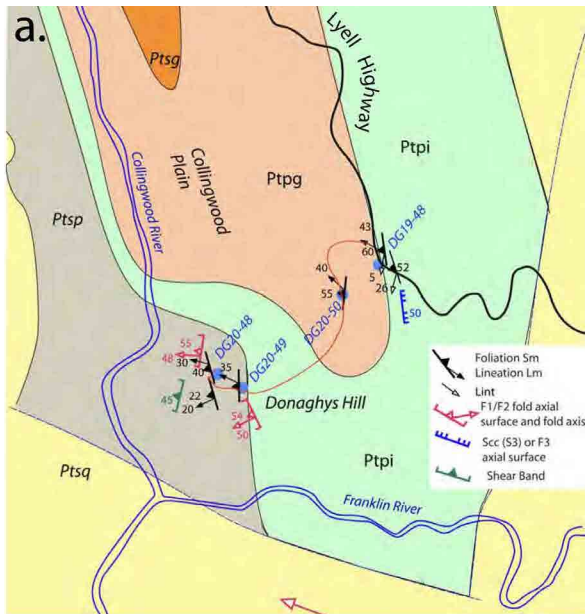 a.
Ptsg
Lyell Highway
Ptpi
Collingwood
Plain
Ptpg
Collingwood River
Ptsp
43
60
DG19-48
5
52
26
50
40
55
DG20-50
DG20-48
DG20-49
55
48
30
40
35
45
22
20
54
50
Donaghys Hill
Ptsq
Ptpi
Franklin River
Foliation Sm
Lineation Lm
Lint
F1/F2 fold axial
surface and fold axis
Scc (S3) or F3
axial surface
Shear Band